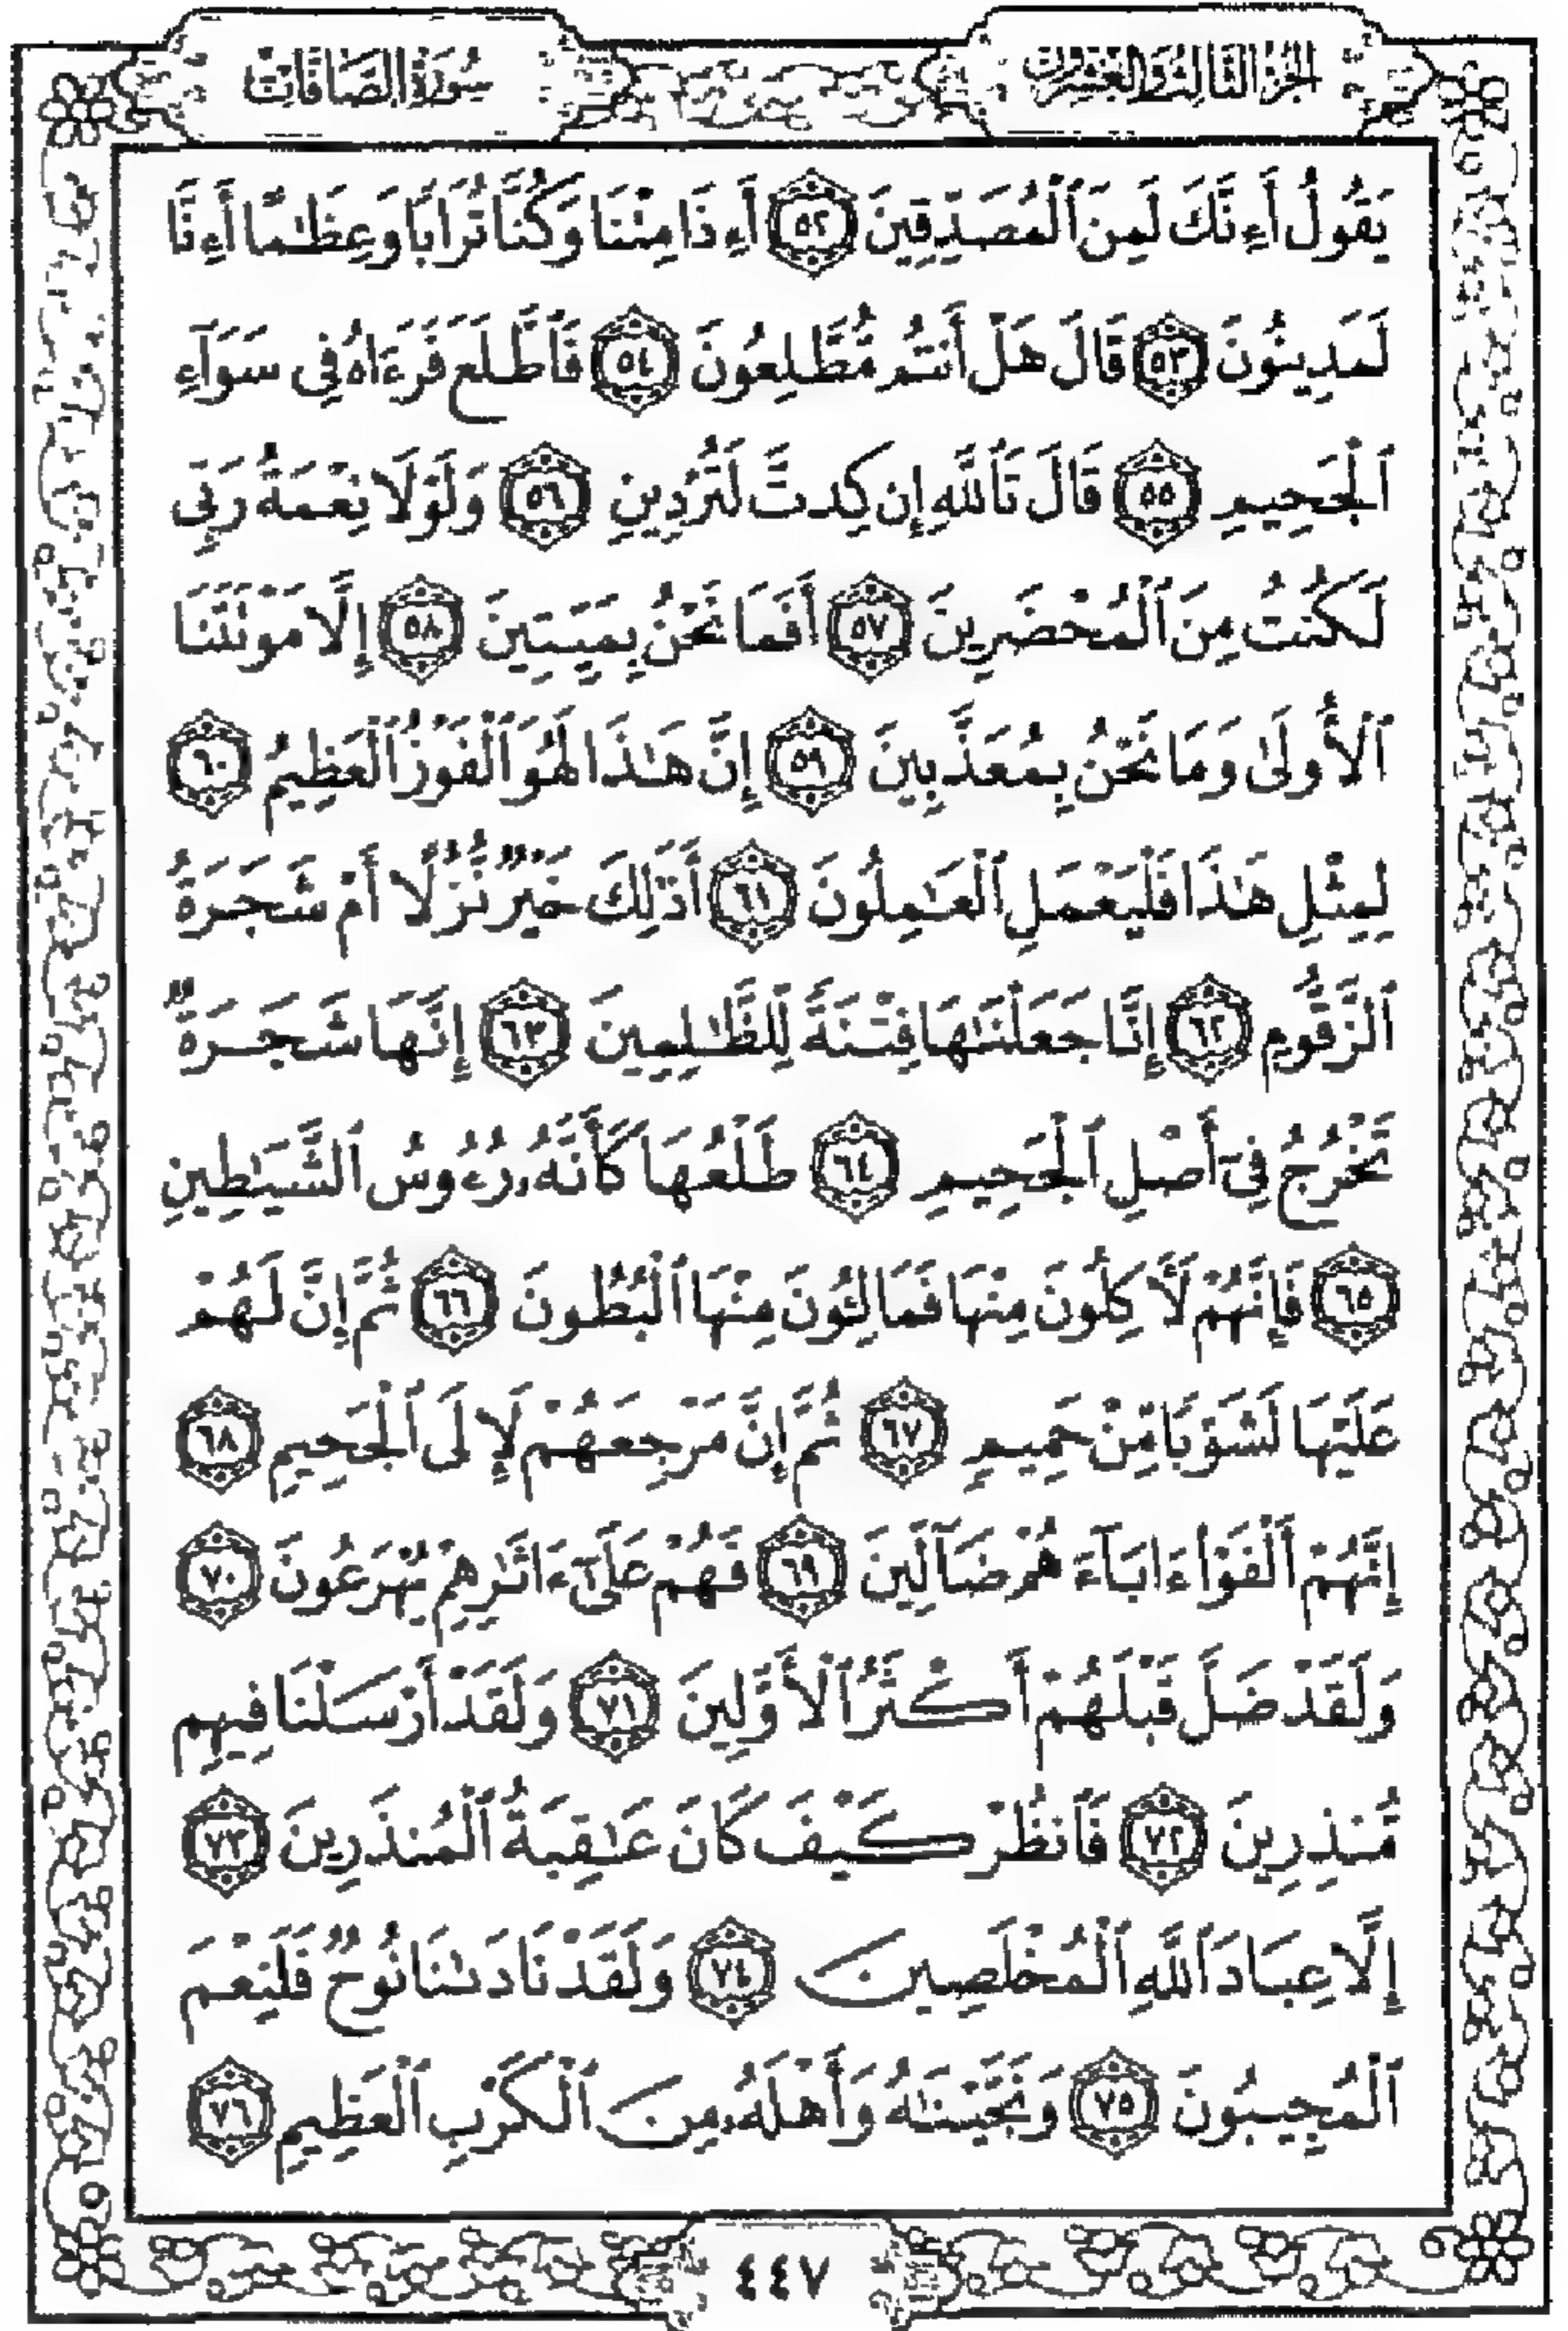 الجزء الثالث والعشرون
سورة الصافات
يَقُولُ أَءِنَّكَ لَمِنَ ٱلْمُصَدِّقِينَ ٥٢ أَءِذَا مِتْنَا وَكُنَّا تُرَابًا وَعِظَٰمًا أَءِنَّا
لَمَدِينُونَ ٥٣ قَالَ هَلْ أَنتُم مُّطَّلِعُونَ ٥٤ فَٱطَّلَعَ فَرَءَاهُ فِى سَوَآءِ
ٱلْجَحِيمِ ٥٥ قَالَ تَٱللَّهِ إِن كِدتَّ لَتُرْدِينِ ٥٦ وَلَوْلَا نِعْمَةُ رَبِّى
لَكُنتُ مِنَ ٱلْمُحْضَرِينَ ٥٧ أَفَمَا نَحْنُ بِمَيِّتِينَ ٥٨ إِلَّا مَوْتَتَنَا
ٱلْأُولَىٰ وَمَا نَحْنُ بِمُعَذَّبِينَ ٥٩ إِنَّ هَٰذَا لَهُوَ ٱلْفَوْزُ ٱلْعَظِيمُ ٦٠
لِمِثْلِ هَٰذَا فَلْيَعْمَلِ ٱلْعَٰمِلُونَ ٦١ أَذَٰلِكَ خَيْرٌ نُّزُلًا أَمْ شَجَرَةُ
ٱلزَّقُّومِ ٦٢ إِنَّا جَعَلْنَٰهَا فِتْنَةً لِّلظَّٰلِمِينَ ٦٣ إِنَّهَا شَجَرَةٌ
تَخْرُجُ فِىٓ أَصْلِ ٱلْجَحِيمِ ٦٤ طَلْعُهَا كَأَنَّهُۥ رُءُوسُ ٱلشَّيَٰطِينِ
٦٥ فَإِنَّهُمْ لَءَاكِلُونَ مِنْهَا فَمَالِـُٔونَ مِنْهَا ٱلْبُطُونَ ٦٦ ثُمَّ إِنَّ لَهُمْ
عَلَيْهَا لَشَوْبًا مِّنْ حَمِيمٍ ٦٧ ثُمَّ إِنَّ مَرْجِعَهُمْ لَإِلَى ٱلْجَحِيمِ ٦٨
إِنَّهُمْ أَلْفَوْا۟ ءَابَآءَهُمْ ضَآلِّينَ ٦٩ فَهُمْ عَلَىٰٓ ءَاثَٰرِهِمْ يُهْرَعُونَ ٧٠
وَلَقَدْ ضَلَّ قَبْلَهُمْ أَكْثَرُ ٱلْأَوَّلِينَ ٧١ وَلَقَدْ أَرْسَلْنَا فِيهِم
مُّنذِرِينَ ٧٢ فَٱنظُرْ كَيْفَ كَانَ عَٰقِبَةُ ٱلْمُنذَرِينَ ٧٣
إِلَّا عِبَادَ ٱللَّهِ ٱلْمُخْلَصِينَ ٧٤ وَلَقَدْ نَادَىٰنَا نُوحٌ فَلَنِعْمَ
ٱلْمُجِيبُونَ ٧٥ وَنَجَّيْنَٰهُ وَأَهْلَهُۥ مِنَ ٱلْكَرْبِ ٱلْعَظِيمِ ٧٦
٤٤٧